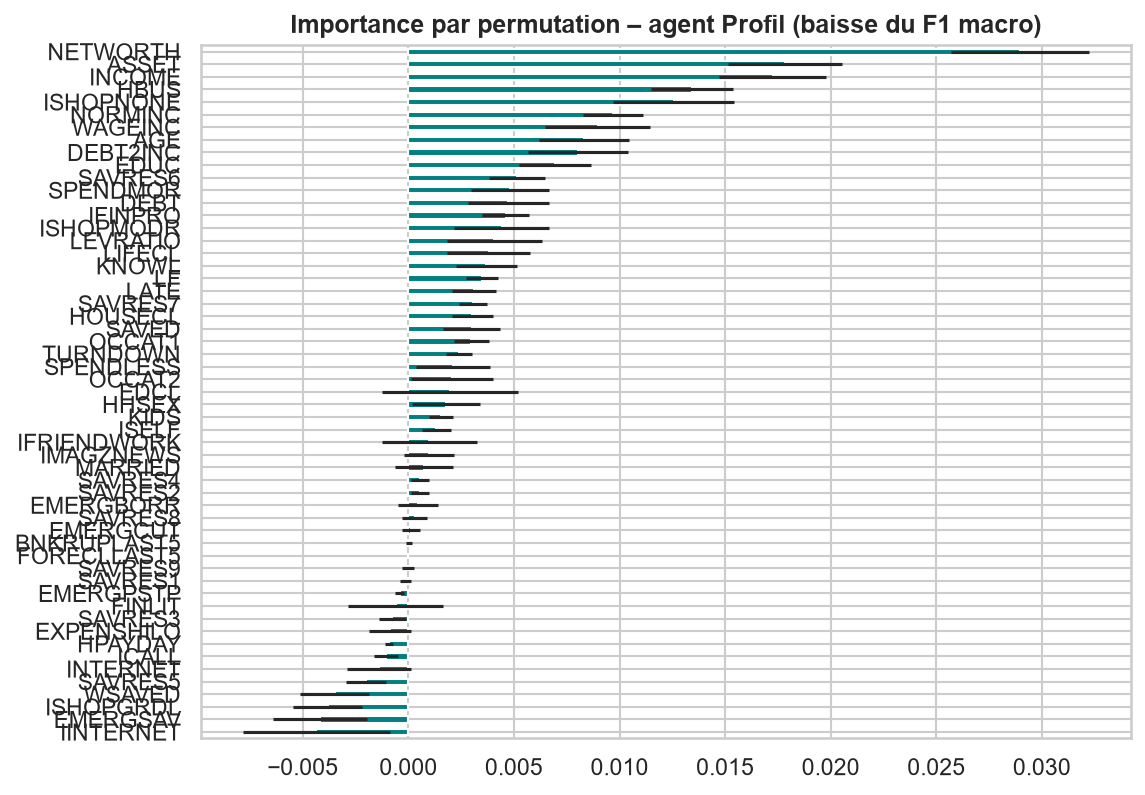 Importance par permutation – agent Profil (baisse du F1 macro)
NETWORTH
ASSET
INCOME
HBUS
ISHOPNONE
NORMINC
WAGEINC
AGE
DEBT2INC
EDUC
SAVRES6
SPENDMOR
DEBT
IFINPRO
ISHOPMODR
LEVRATIO
LIFECL
KNOWL
LF
LATE
SAVRES7
HOUSECL
SAVED
OCCAT1
TURNDOWN
SPENDLESS
OCCAT2
EDCL
HHSEX
KIDS
ISELF
IFRIENDWORK
IMAGZNEWS
MARRIED
SAVRES4
SAVRES2
EMERGBORR
SAVRES8
EMERGCUT
BNKRUPLAST5
FORECLLAST5
SAVRES9
SAVRES1
EMERGPSTP
FINLIT
SAVRES3
EXPENSHILO
HPAYDAY
ICALL
INTERNET
SAVRES5
WSAVED
ISHOPGRDL
EMERGSAV
IINTERNET
−0.005 0.000 0.005 0.010 0.015 0.020 0.025 0.030